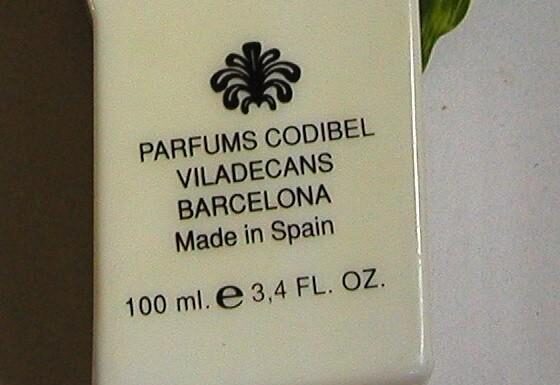 PARFUMS CODIBEL
VILADECANS
BARCELONA
Made in Spain
100 ml. e 3,4 FL. OZ.